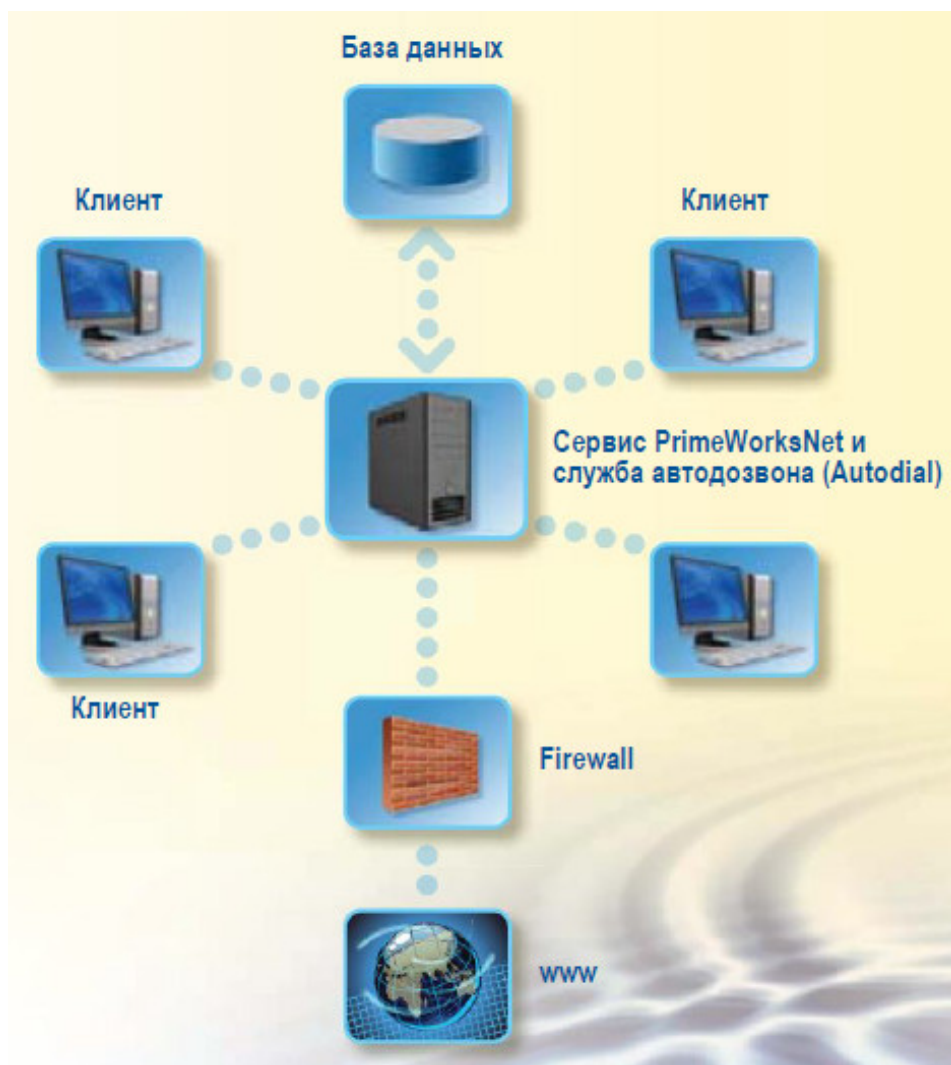 База данных
Клиент
Клиент
Сервис PrimeWorksNet и
служба автодозвона (Autodial)
Клиент
Firewall
www